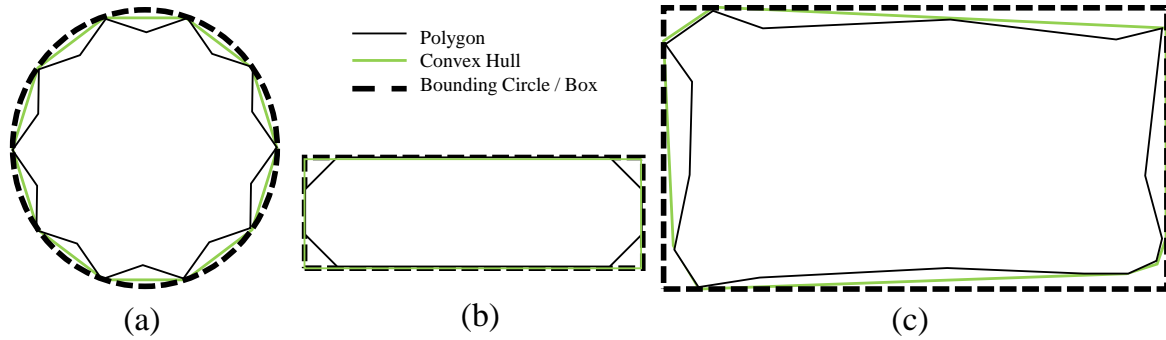 Polygon
Convex Hull
Bounding Circle / Box
(a)
(b)
(c)